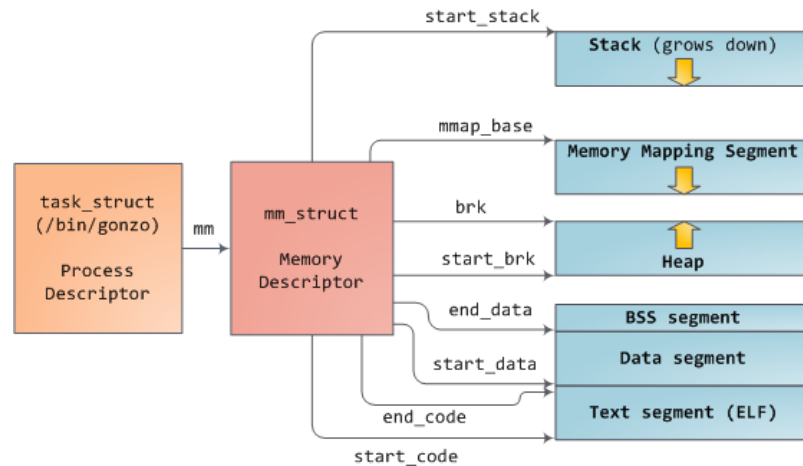 start_stack
Stack (grows down)
mmap_base
Memory Mapping Segment
task_struct
(/bin/gonzo)
Process
Descriptor
mm
mm_struct
Memory
Descriptor
brk
start_brk
Heap
end_data
BSS segment
start_data
Data segment
end_code
Text segment (ELF)
start_code